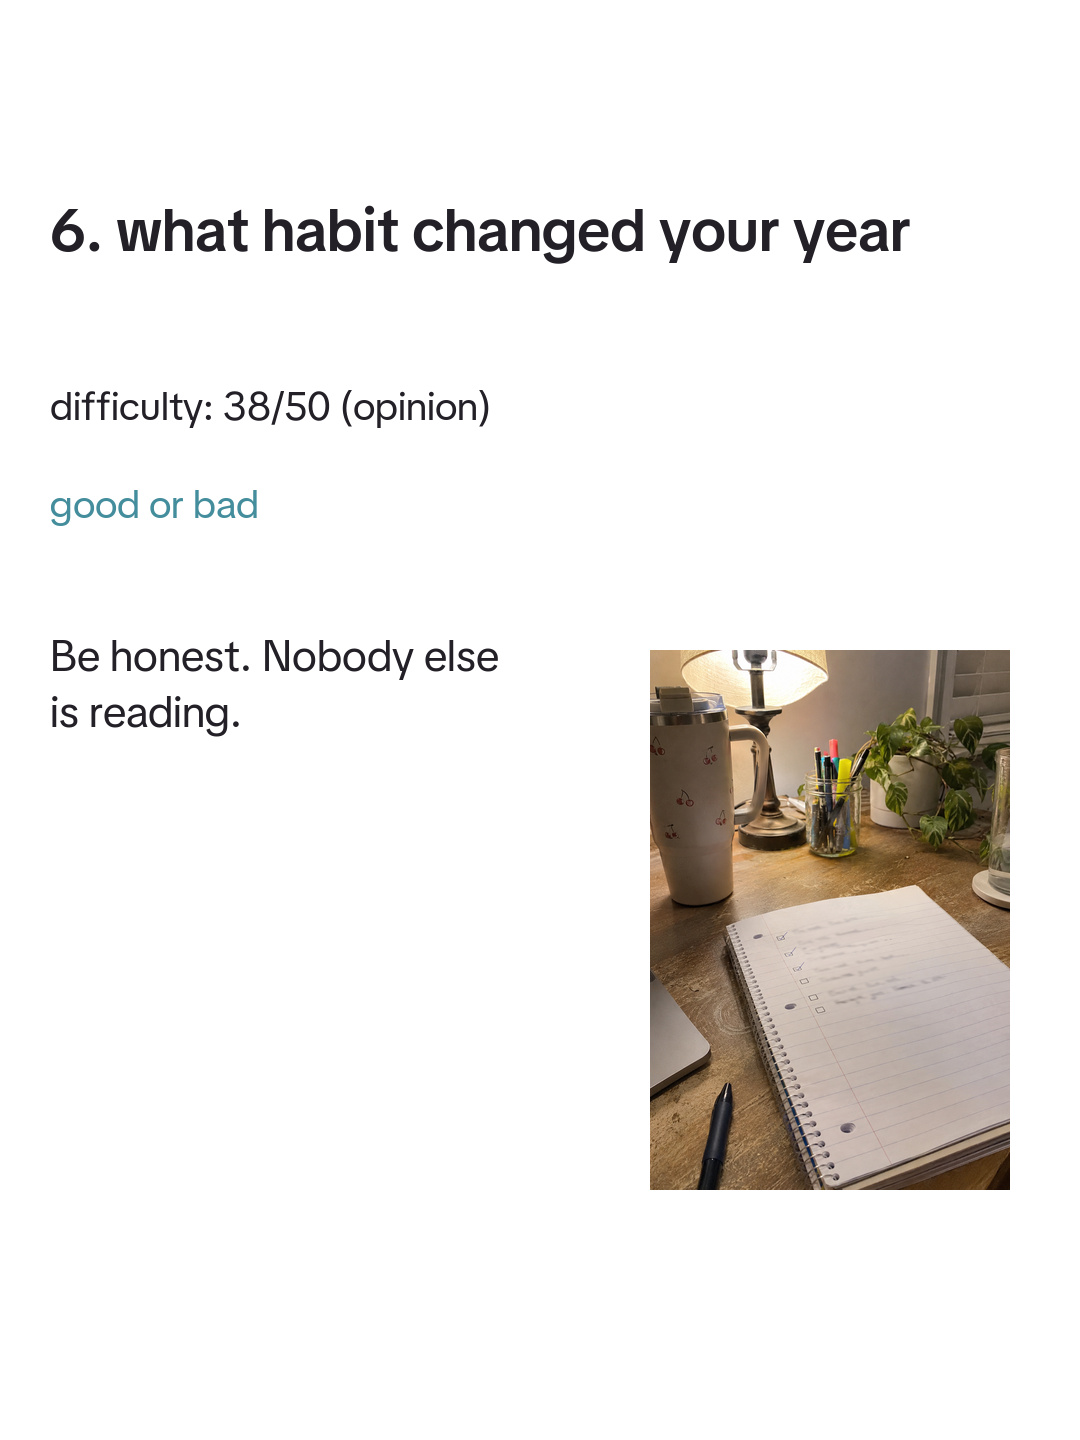 6. what habit changed your year
difficulty: 38/50 (opinion)
good or bad
Be honest. Nobody else
is reading.